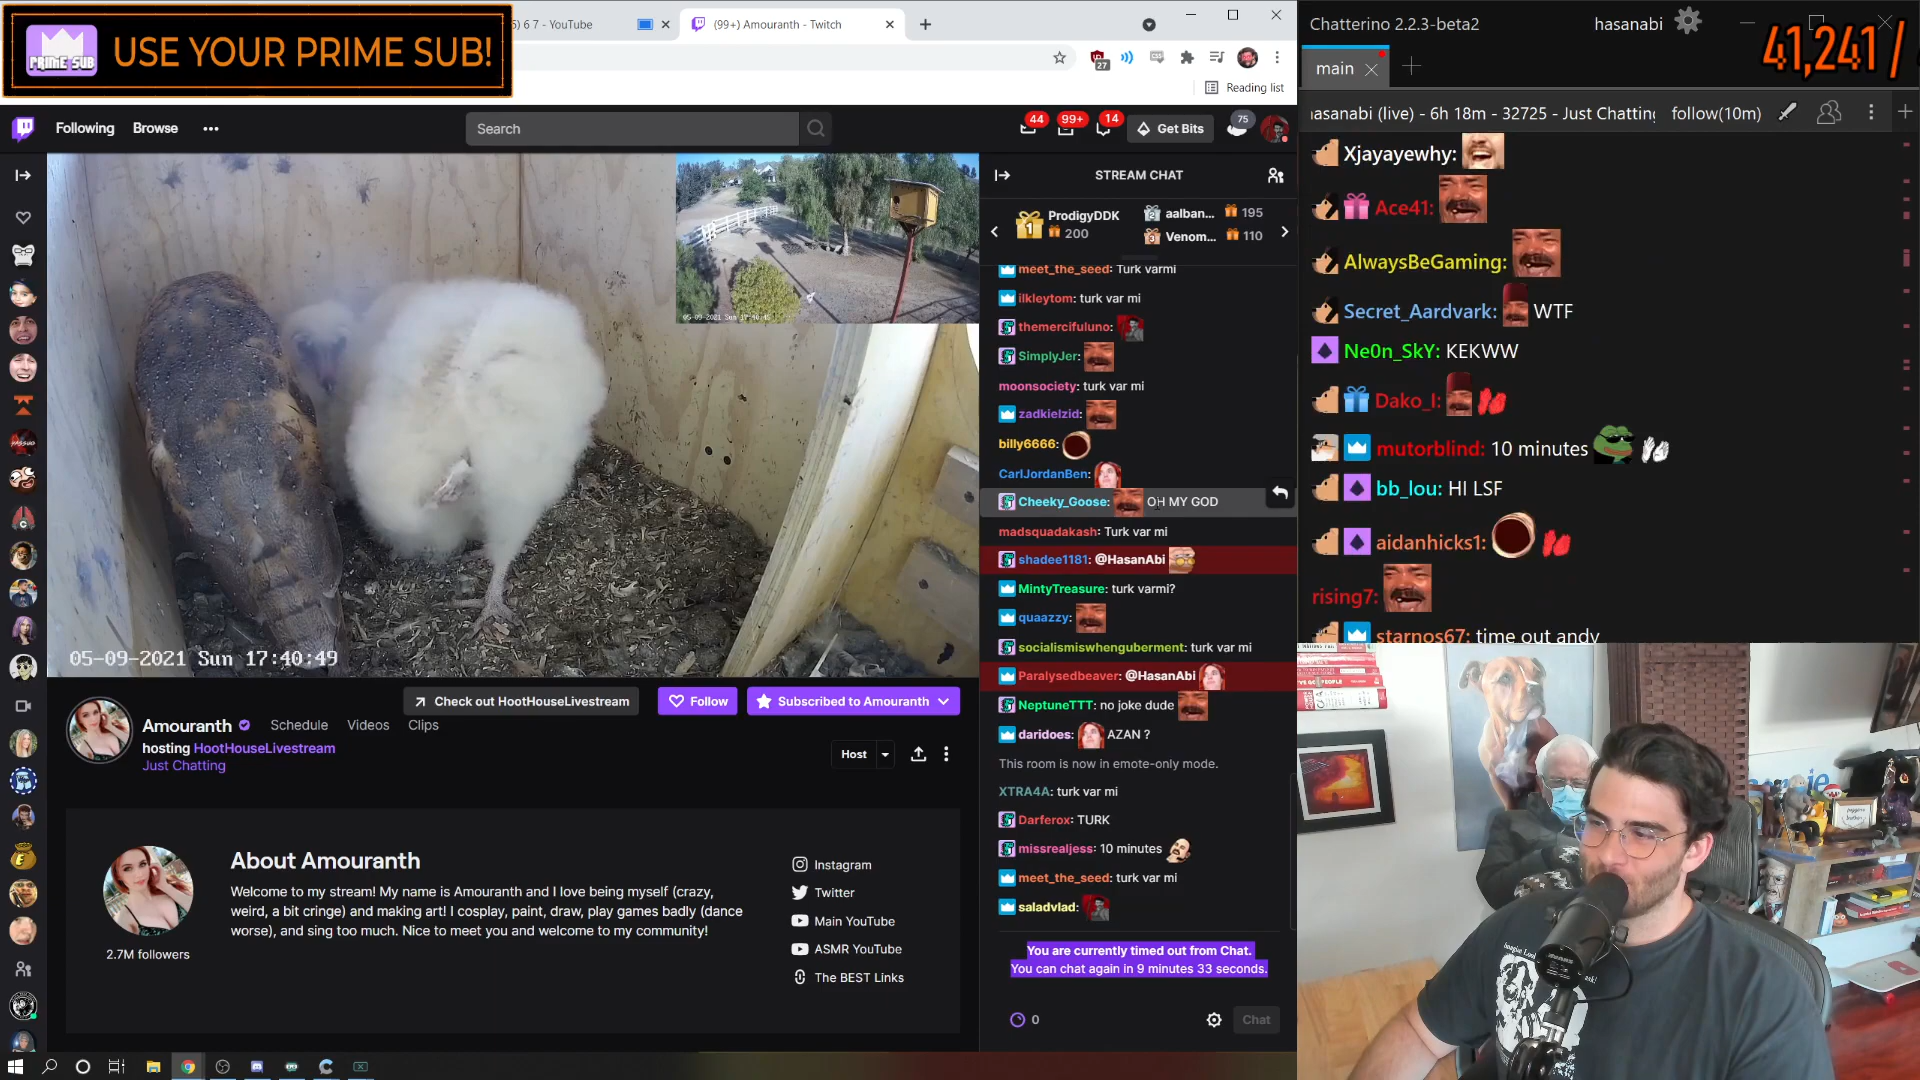 PRIME SUB
USE YOUR PRIME SUB!
6 7 - YouTube
(99+) Amouranth - Twitch
27
Reading list
Following
Browse
Search
44
99+
14
Get Bits
75
05-09-2021 Sun 17:40:49
STREAM CHAT
1
ProdigyDDK
200
2
aalban...
195
3
Venom...
110
meet_the_seed: Turk varmi
ilkleytom: turk var mi
themercifuluno:
SimplyJer:
moonsociety: turk var mi
zadkielzid:
billy6666:
CarlJordanBen:
Cheeky_Goose: OH MY GOD
madsquadakash: Turk var mi
shadee1181: @HasanAbi
MintyTreasure: turk varmi?
quaazzy:
socialismiswhenguberment: turk var mi
Paralysedbeaver: @HasanAbi
NeptuneTTT: no joke dude
daridoes: AZAN ?
This room is now in emote-only mode.
XTRA4A: turk var mi
Darferox: TURK
missrealjess: 10 minutes
meet_the_seed: turk var mi
saladvlad:
You are currently timed out from Chat.
You can chat again in 9 minutes 33 seconds.
0
Chat
Amouranth
Schedule
Videos
Clips
hosting HootHouseLivestream
Just Chatting
Check out HootHouseLivestream
Follow
Subscribed to Amouranth
Host
About Amouranth
Welcome to my stream! My name is Amouranth and I love being myself (crazy,
weird, a bit cringe) and making art! I cosplay, paint, draw, play games badly (dance
worse), and sing too much. Nice to meet you and welcome to my community!
2.7M followers
Instagram
Twitter
Main YouTube
ASMR YouTube
The BEST Links
Chatterino 2.2.3-beta2
hasanabi
41,241 /
main
asanabi (live) - 6h 18m - 32725 - Just Chatting
follow(10m)
Xjayayewhy:
Ace41:
AlwaysBeGaming:
Secret_Aardvark: WTF
Ne0n_SkY: KEKWW
Dako_I:
mutorblind: 10 minutes
bb_lou: HI LSF
aidanhicks1:
rising7:
starnos67: time out andy